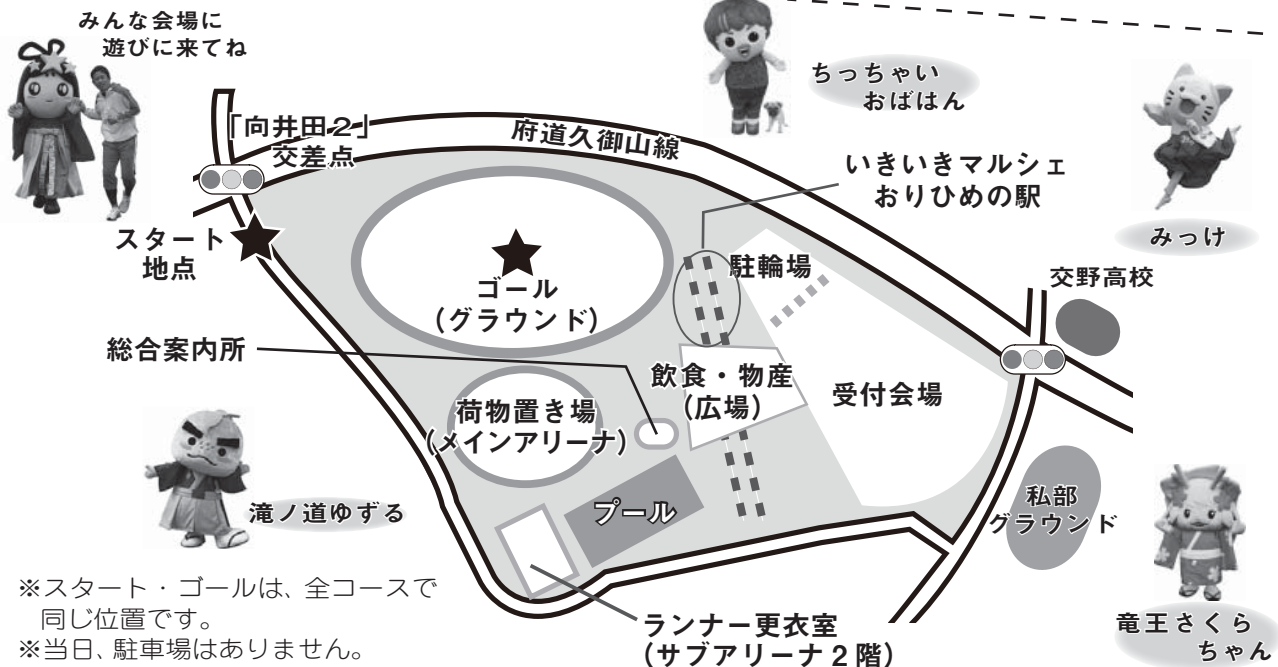 みんな会場に
遊びに来てね
ちっちゃい
おばはん
みっけ
「向井田２」
交差点
府道久御山線
いきいきマルシェ
おりひめの駅
スタート
地点
ゴール
(グラウンド)
駐輪場
交野高校
総合案内所
飲食・物産
(広場)
受付会場
荷物置き場
(メインアリーナ)
プール
私部
グラウンド
滝ノ道ゆずる
竜王さくら
ちゃん
ランナー更衣室
(サブアリーナ２階)
※スタート・ゴールは、全コースで
同じ位置です。
※当日、駐車場はありません。